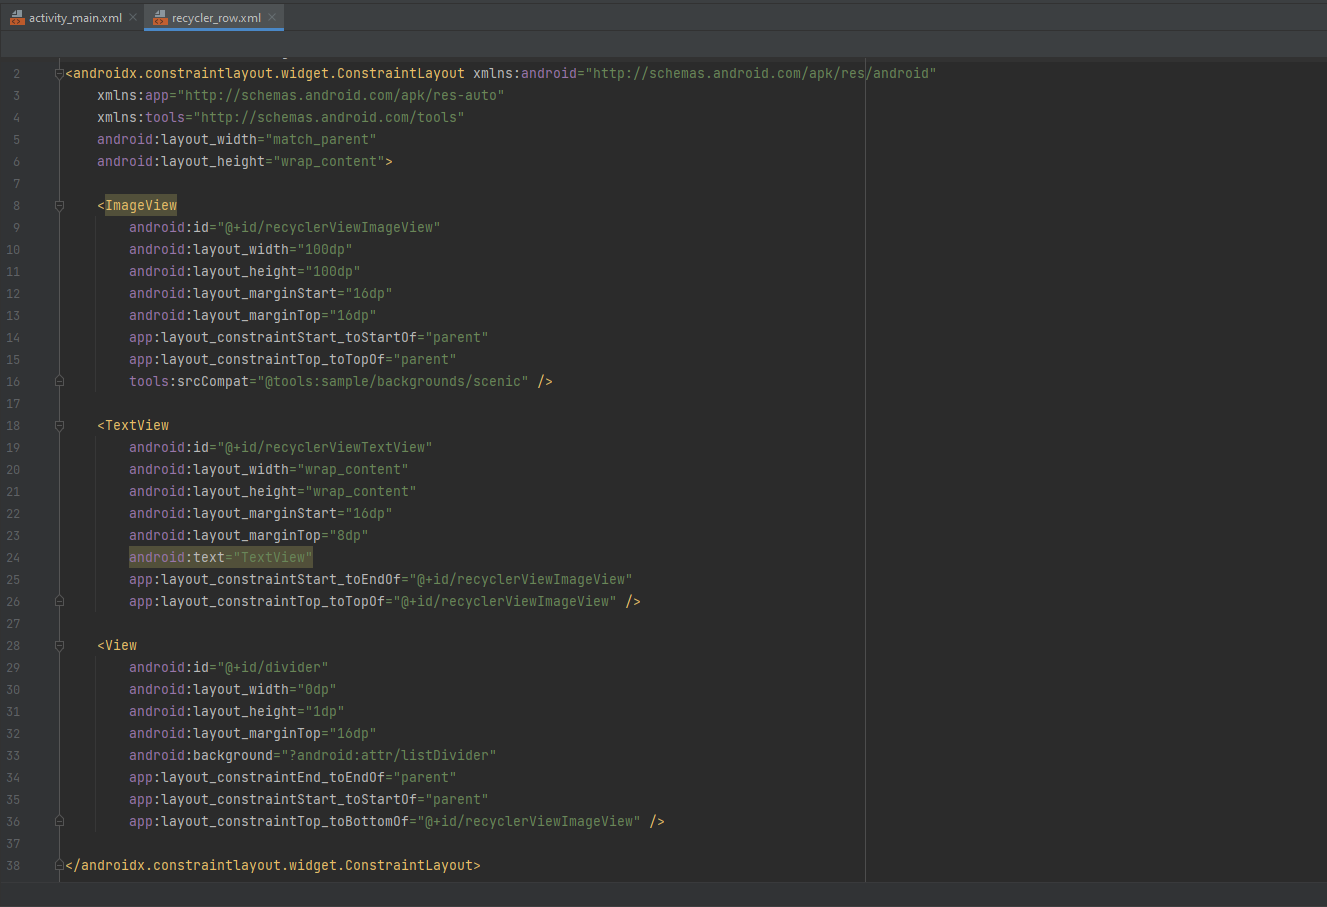 activity_main.xml
recycler_row.xml
2 <androidx.constraintlayout.widget.ConstraintLayout xmlns:android="http://schemas.android.com/apk/res/android"
3     xmlns:app="http://schemas.android.com/apk/res-auto"
4     xmlns:tools="http://schemas.android.com/tools"
5     android:layout_width="match_parent"
6     android:layout_height="wrap_content">
7
8     <ImageView
9         android:id="@+id/recyclerViewImageView"
10         android:layout_width="100dp"
11         android:layout_height="100dp"
12         android:layout_marginStart="16dp"
13         android:layout_marginTop="16dp"
14         app:layout_constraintStart_toStartOf="parent"
15         app:layout_constraintTop_toTopOf="parent"
16         tools:srcCompat="@tools:sample/backgrounds/scenic" />
17
18     <TextView
19         android:id="@+id/recyclerViewTextView"
20         android:layout_width="wrap_content"
21         android:layout_height="wrap_content"
22         android:layout_marginStart="16dp"
23         android:layout_marginTop="8dp"
24         android:text="TextView"
25         app:layout_constraintStart_toEndOf="@+id/recyclerViewImageView"
26         app:layout_constraintTop_toTopOf="@+id/recyclerViewImageView" />
27
28     <View
29         android:id="@+id/divider"
30         android:layout_width="0dp"
31         android:layout_height="1dp"
32         android:layout_marginTop="16dp"
33         android:background="?android:attr/listDivider"
34         app:layout_constraintEnd_toEndOf="parent"
35         app:layout_constraintStart_toStartOf="parent"
36         app:layout_constraintTop_toBottomOf="@+id/recyclerViewImageView" />
37
38 </androidx.constraintlayout.widget.ConstraintLayout>